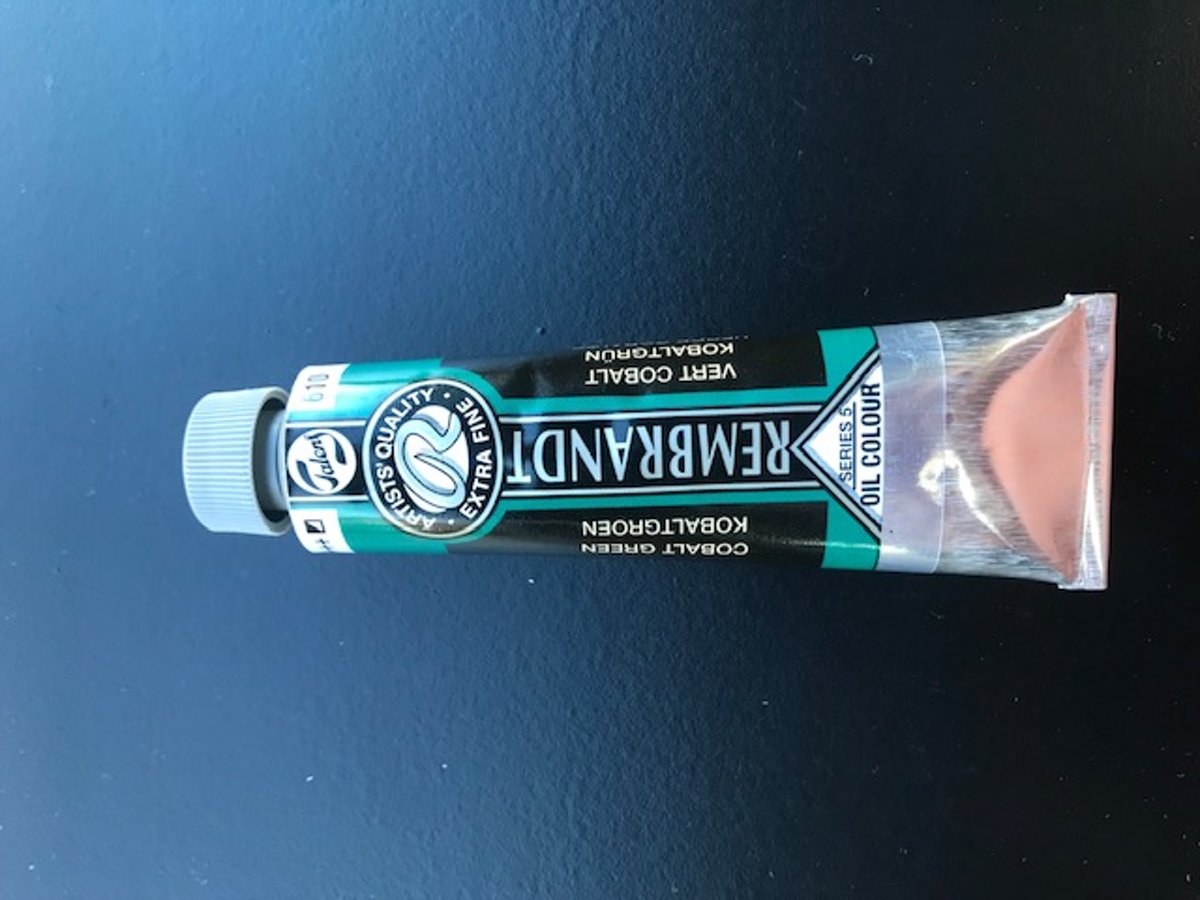 610
Talens
ARTISTS' QUALITY
EXTRA FINE
REMBRANDT
VERT COBALT
KOBALTGRÜN
COBALT GREEN
KOBALTGROEN
SERIES 5
OIL COLOUR